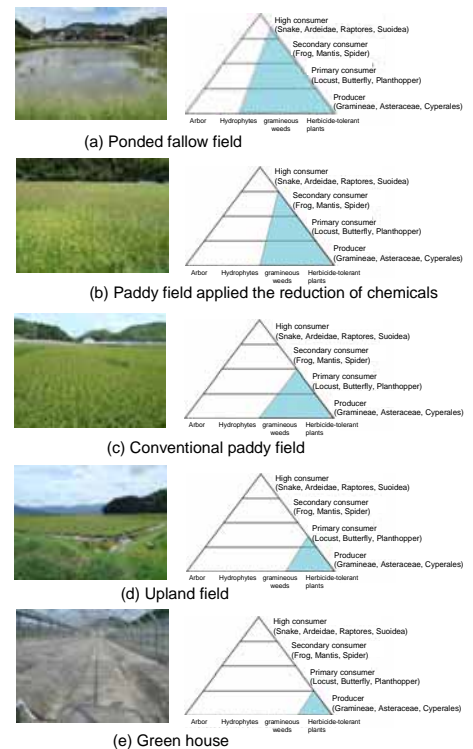 High consumer
(Snake, Ardeidae, Raptores, Suoidea)
Secondary consumer
(Frog, Mantis, Spider)
Primary consumer
(Locust, Butterfly, Planthopper)
Producer
(Gramineae, Asteraceae, Cyperales)
Arbor Hydrophytes gramineous weeds Herbicide-tolerant plants
(a) Ponded fallow field
High consumer
(Snake, Ardeidae, Raptores, Suoidea)
Secondary consumer
(Frog, Mantis, Spider)
Primary consumer
(Locust, Butterfly, Planthopper)
Producer
(Gramineae, Asteraceae, Cyperales)
Arbor Hydrophytes gramineous weeds Herbicide-tolerant plants
(b) Paddy field applied the reduction of chemicals
High consumer
(Snake, Ardeidae, Raptores, Suoidea)
Secondary consumer
(Frog, Mantis, Spider)
Primary consumer
(Locust, Butterfly, Planthopper)
Producer
(Gramineae, Asteraceae, Cyperales)
Arbor Hydrophytes gramineous weeds Herbicide-tolerant plants
(c) Conventional paddy field
High consumer
(Snake, Ardeidae, Raptores, Suoidea)
Secondary consumer
(Frog, Mantis, Spider)
Primary consumer
(Locust, Butterfly, Planthopper)
Producer
(Gramineae, Asteraceae, Cyperales)
Arbor Hydrophytes gramineous weeds Herbicide-tolerant plants
(d) Upland field
High consumer
(Snake, Ardeidae, Raptores, Suoidea)
Secondary consumer
(Frog, Mantis, Spider)
Primary consumer
(Locust, Butterfly, Planthopper)
Producer
(Gramineae, Asteraceae, Cyperales)
Arbor Hydrophytes gramineous weeds Herbicide-tolerant plants
(e) Green house